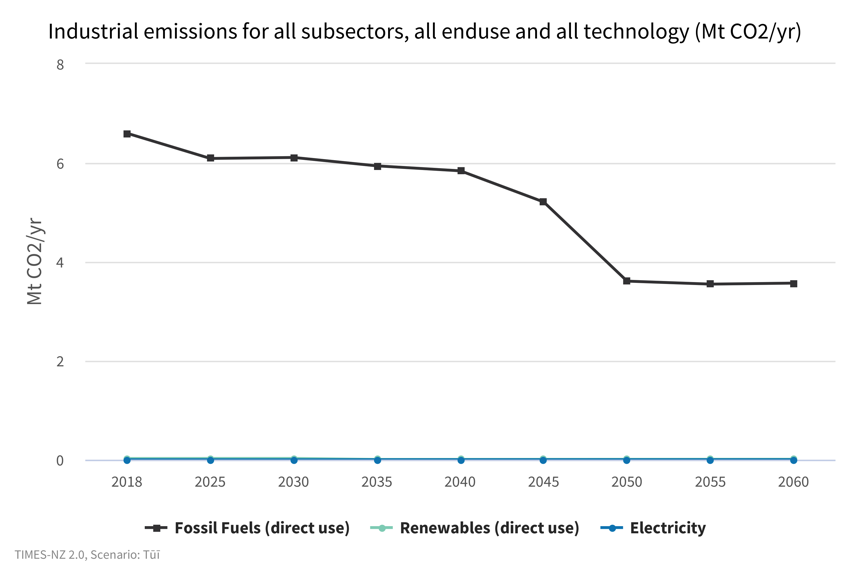 Industrial emissions for all subsectors, all enduse and all technology (Mt CO2/yr)
8
6
4
2
0
Mt CO2/yr
2018 2025 2030 2035 2040 2045 2050 2055 2060
Fossil Fuels (direct use) Renewables (direct use) Electricity
TIMES-NZ 2.0, Scenario: Tūī